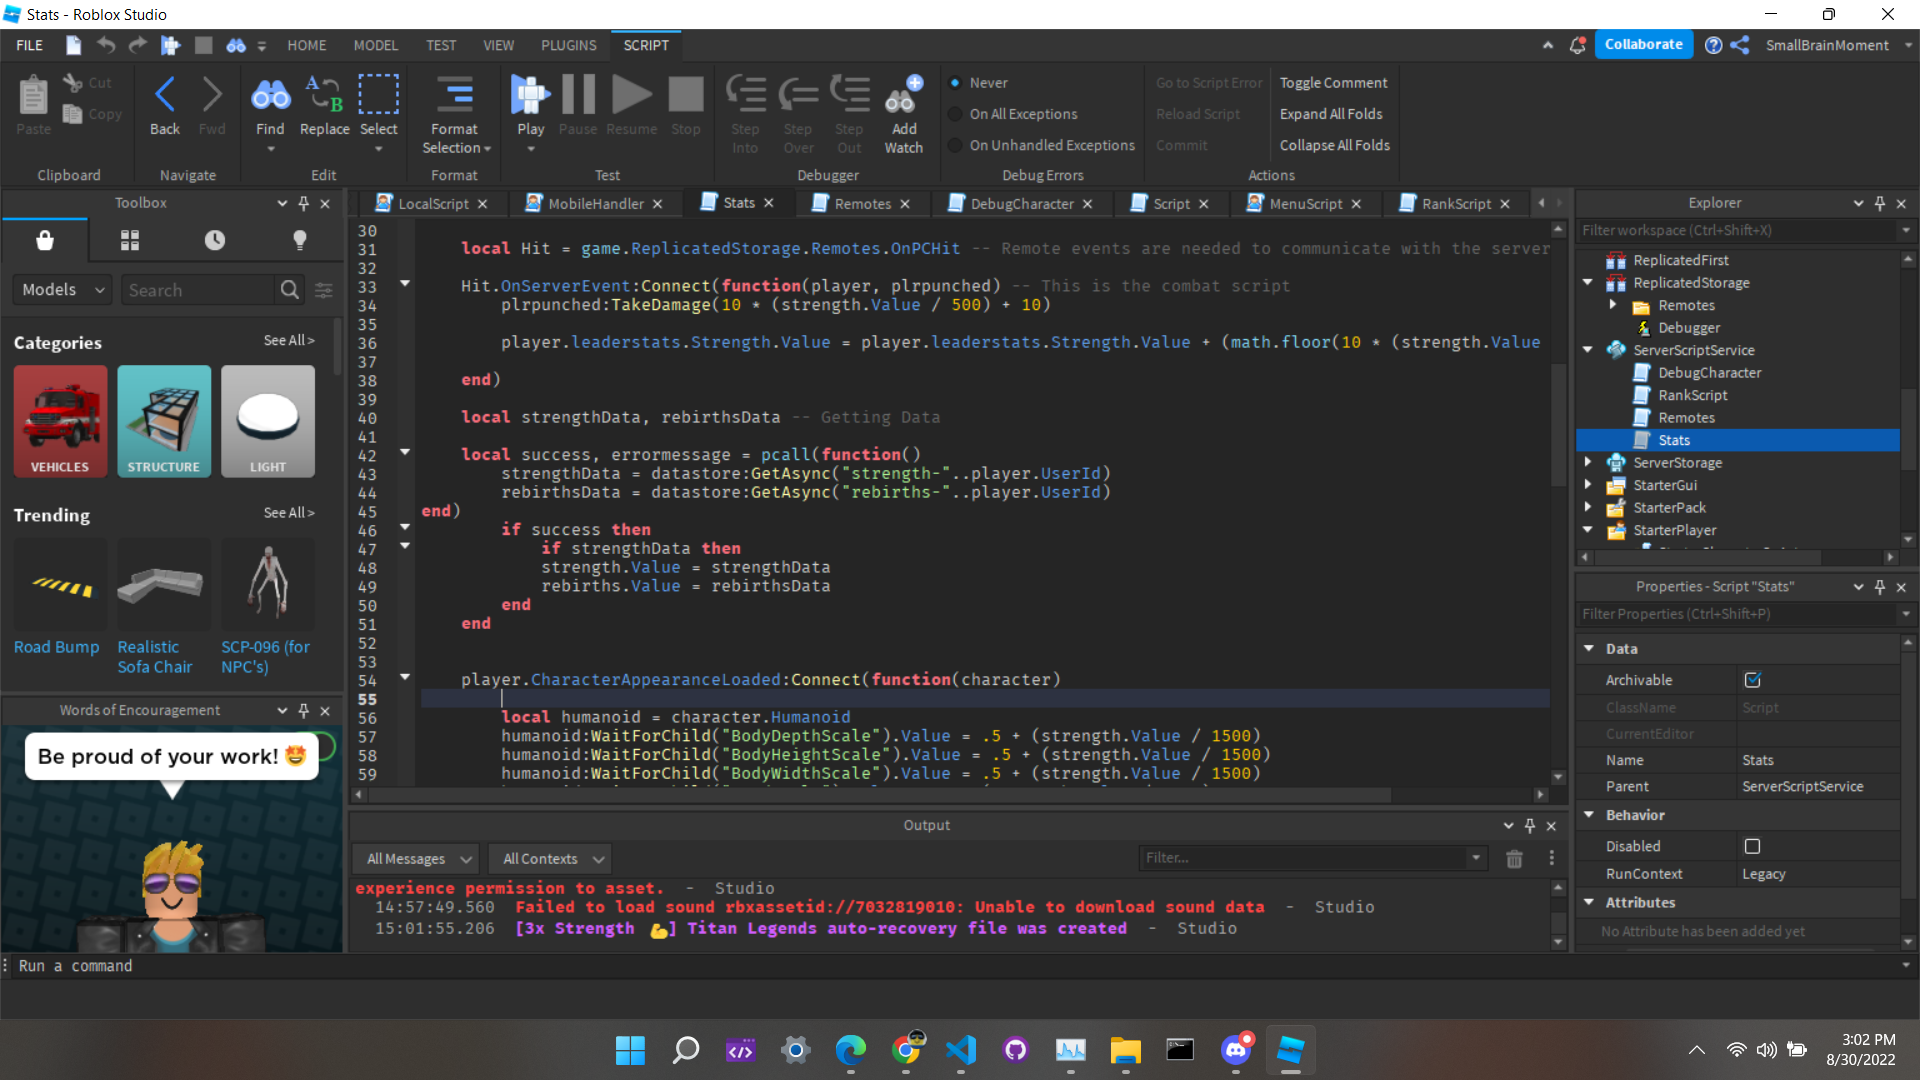 Stats - Roblox Studio
FILE HOME MODEL TEST VIEW PLUGINS SCRIPT Collaborate SmallBrainMoment
Paste Cut Copy Clipboard
Back Fwd Navigate
Find Replace Select Edit
Format Selection Format
Play Pause Resume Stop Test
Step Into Step Over Step Out Add Watch Debugger
Never
On All Exceptions
On Unhandled Exceptions
Debug Errors
Go to Script Error
Reload Script
Commit
Toggle Comment
Expand All Folds
Collapse All Folds
Actions
Toolbox
Models Search
Categories See All >
VEHICLES STRUCTURE LIGHT
Trending See All >
Road Bump
Realistic Sofa Chair
SCP-096 (for NPC's)
Words of Encouragement
Be proud of your work! 🤩
LocalScript MobileHandler Stats Remotes DebugCharacter Script MenuScript RankScript
30
31 local Hit = game.ReplicatedStorage.Remotes.OnPCHit -- Remote events are needed to communicate with the server
32
33 Hit.OnServerEvent:Connect(function(player, plrpunched) -- This is the combat script
34 plrpunched:TakeDamage(10 * (strength.Value / 500) + 10)
35
36 player.leaderstats.Strength.Value = player.leaderstats.Strength.Value + (math.floor(10 * (strength.Value
37
38 end)
39
40 local strengthData, rebirthsData -- Getting Data
41
42 local success, errormessage = pcall(function()
43 strengthData = datastore:GetAsync("strength-"..player.UserId)
44 rebirthsData = datastore:GetAsync("rebirths-"..player.UserId)
45 end)
46 if success then
47 if strengthData then
48 strength.Value = strengthData
49 rebirths.Value = rebirthsData
50 end
51 end
52
53
54 player.CharacterAppearanceLoaded:Connect(function(character)
55
56 local humanoid = character.Humanoid
57 humanoid:WaitForChild("BodyDepthScale").Value = .5 + (strength.Value / 1500)
58 humanoid:WaitForChild("BodyHeightScale").Value = .5 + (strength.Value / 1500)
59 humanoid:WaitForChild("BodyWidthScale").Value = .5 + (strength.Value / 1500)
Output
All Messages All Contexts Filter...
experience permission to asset. - Studio
14:57:49.560 Failed to load sound rbxassetid://7032819010: Unable to download sound data - Studio
15:01:55.206 [3x Strength 💪] Titan Legends auto-recovery file was created - Studio
Explorer
Filter workspace (Ctrl+Shift+X)
ReplicatedFirst
ReplicatedStorage
Remotes
Debugger
ServerScriptService
DebugCharacter
RankScript
Remotes
Stats
ServerStorage
StarterGui
StarterPack
StarterPlayer
Properties - Script "Stats"
Filter Properties (Ctrl+Shift+P)
Data
Archivable
ClassName Script
CurrentEditor
Name Stats
Parent ServerScriptService
Behavior
Disabled
RunContext Legacy
Attributes
No Attribute has been added yet
Run a command
3:02 PM
8/30/2022